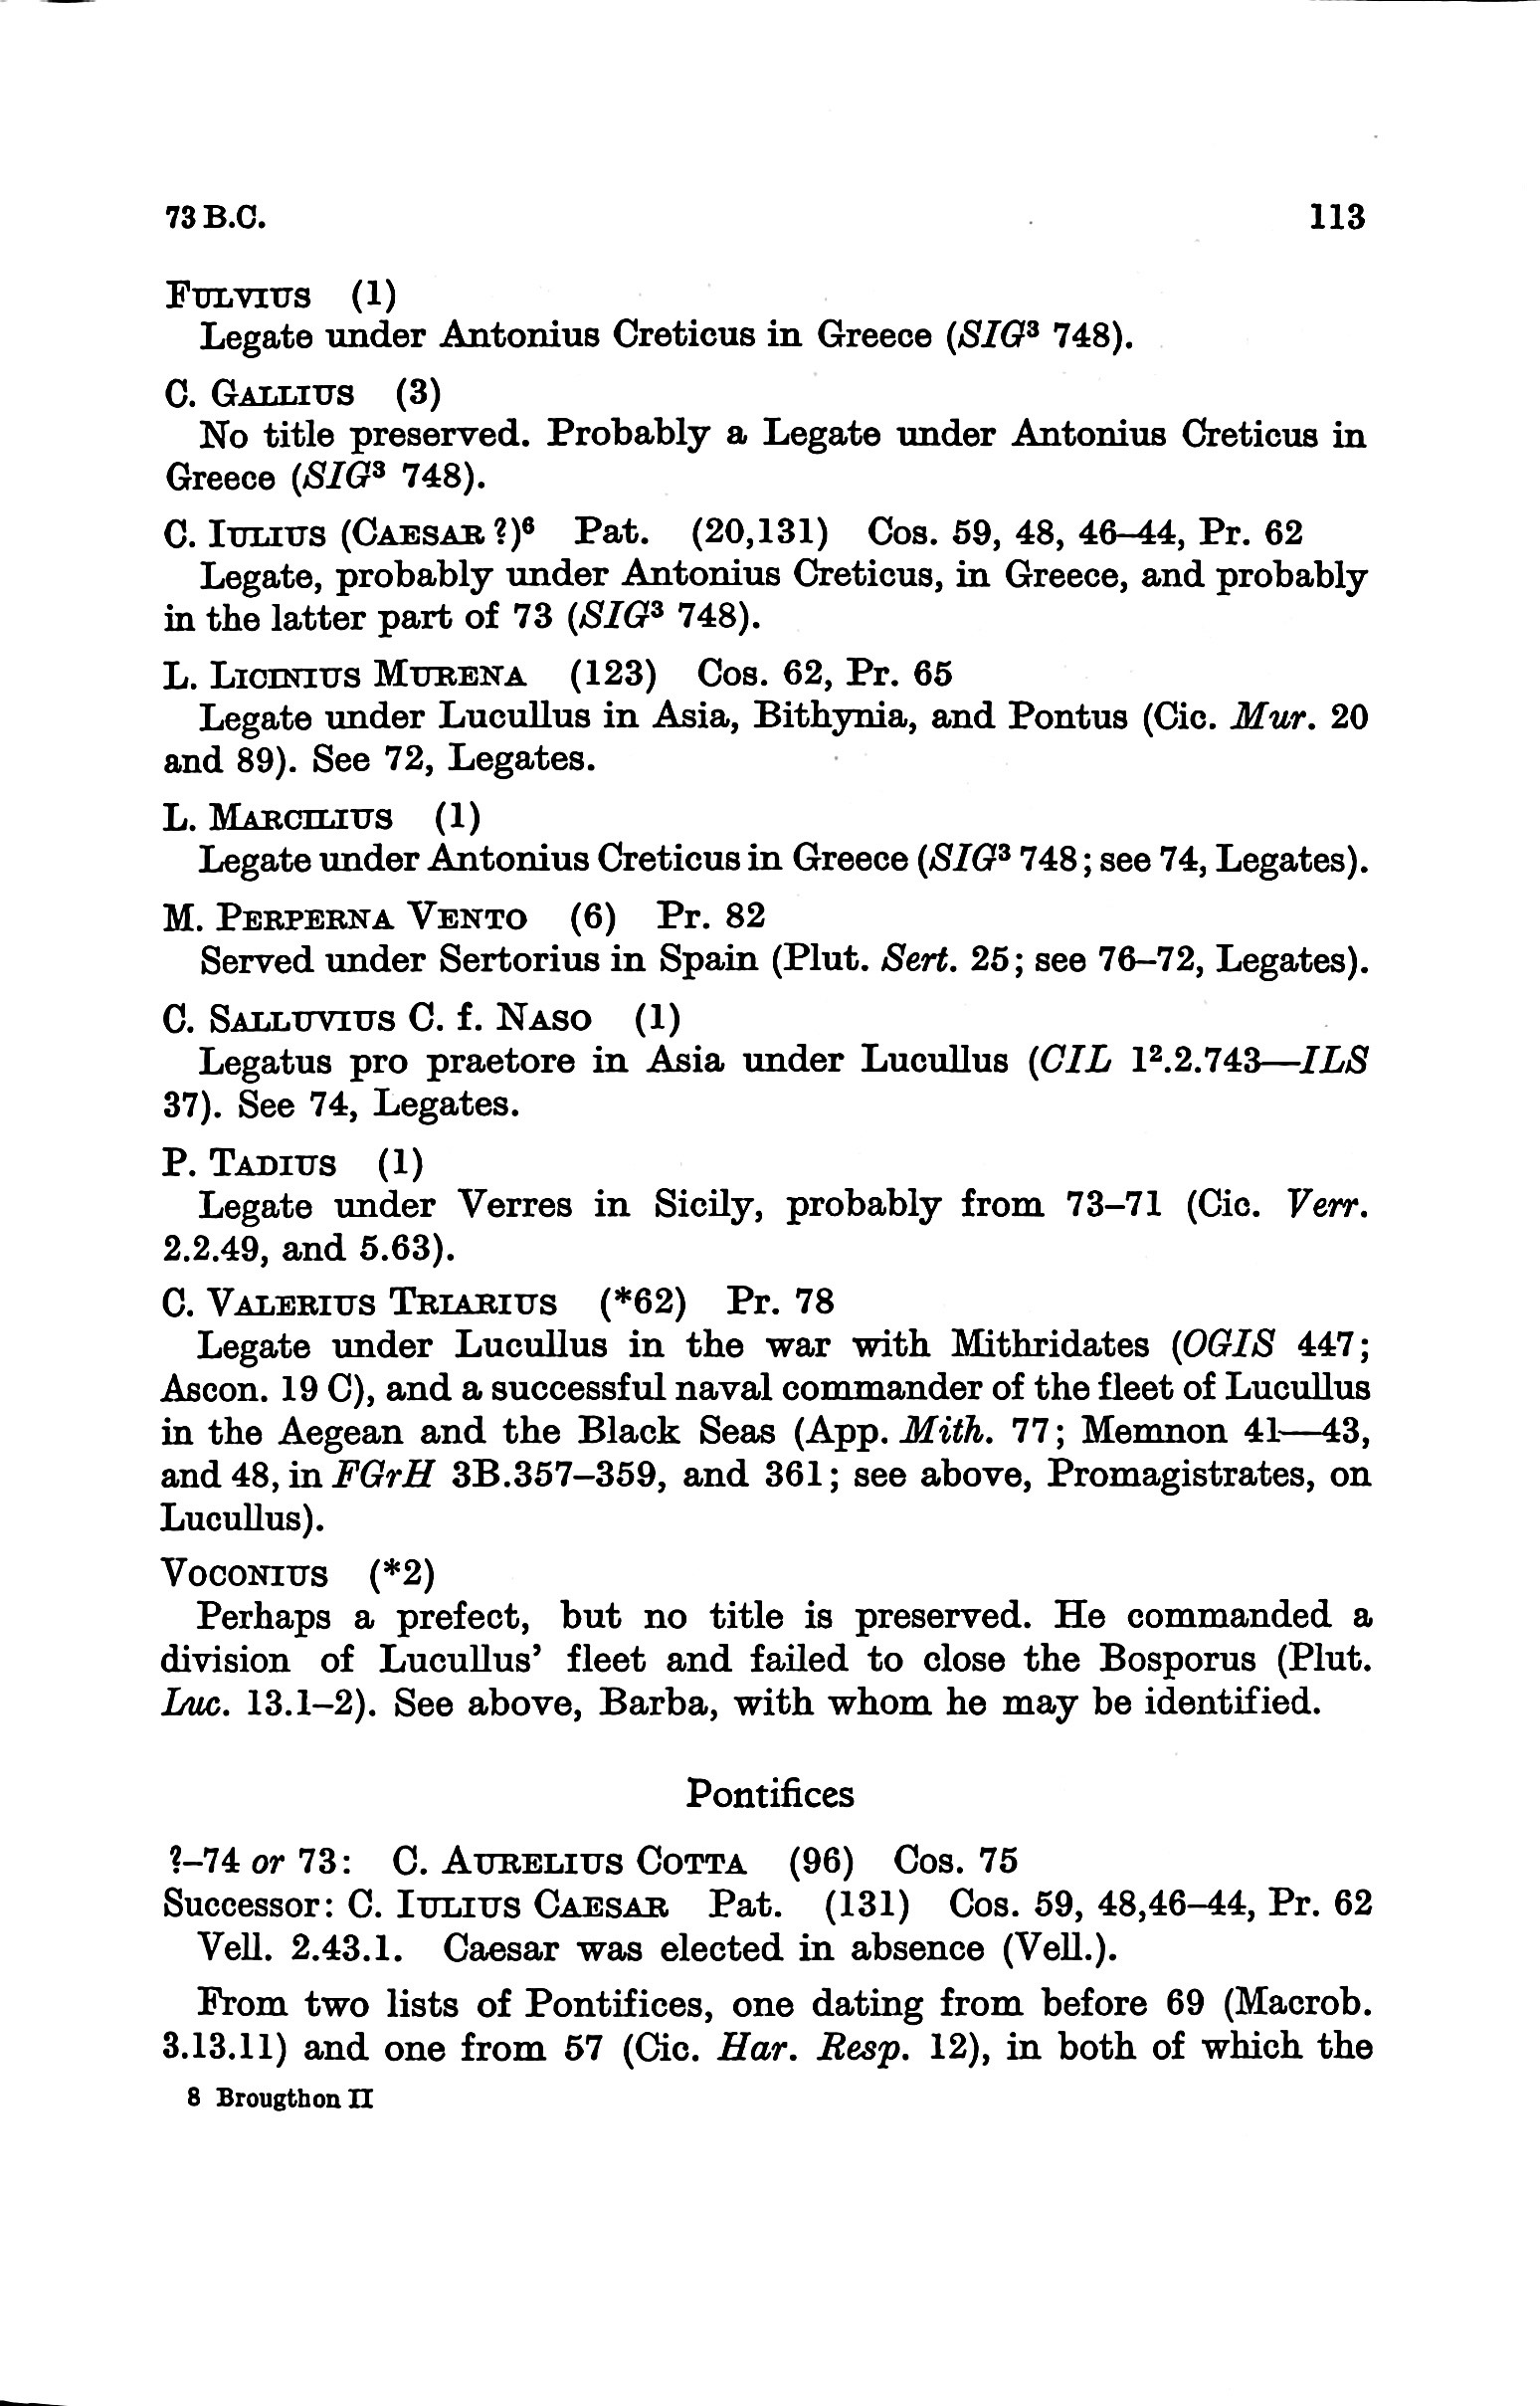 73 B.C. 113
FULVIUS (1)
Legate under Antonius Creticus in Greece (SIG³ 748).
C. GALLIUS (3)
No title preserved. Probably a Legate under Antonius Creticus in
Greece (SIG³ 748).
C. IULIUS (CAESAR ?)⁶ Pat. (20,131) Cos. 59, 48, 46–44, Pr. 62
Legate, probably under Antonius Creticus, in Greece, and probably
in the latter part of 73 (SIG³ 748).
L. LICINIUS MURENA (123) Cos. 62, Pr. 65
Legate under Lucullus in Asia, Bithynia, and Pontus (Cic. Mur. 20
and 89). See 72, Legates.
L. MARCILIUS (1)
Legate under Antonius Creticus in Greece (SIG³ 748; see 74, Legates).
M. PERPERNA VENTO (6) Pr. 82
Served under Sertorius in Spain (Plut. Sert. 25; see 76–72, Legates).
C. SALLUVIUS C. f. NASO (1)
Legatus pro praetore in Asia under Lucullus (CIL 1².2.743—ILS
37). See 74, Legates.
P. TADIUS (1)
Legate under Verres in Sicily, probably from 73–71 (Cic. Verr.
2.2.49, and 5.63).
C. VALERIUS TRIARIUS (*62) Pr. 78
Legate under Lucullus in the war with Mithridates (OGIS 447;
Ascon. 19 C), and a successful naval commander of the fleet of Lucullus
in the Aegean and the Black Seas (App. Mith. 77; Memnon 41—43,
and 48, in FGrH 3B.357–359, and 361; see above, Promagistrates, on
Lucullus).
VOCONIUS (*2)
Perhaps a prefect, but no title is preserved. He commanded a
division of Lucullus’ fleet and failed to close the Bosporus (Plut.
Luc. 13.1–2). See above, Barba, with whom he may be identified.
Pontifices
?–74 or 73: C. AURELIUS COTTA (96) Cos. 75
Successor: C. IULIUS CAESAR Pat. (131) Cos. 59, 48,46–44, Pr. 62
Vell. 2.43.1. Caesar was elected in absence (Vell.).
From two lists of Pontifices, one dating from before 69 (Macrob.
3.13.11) and one from 57 (Cic. Har. Resp. 12), in both of which the
8 Brougthon II